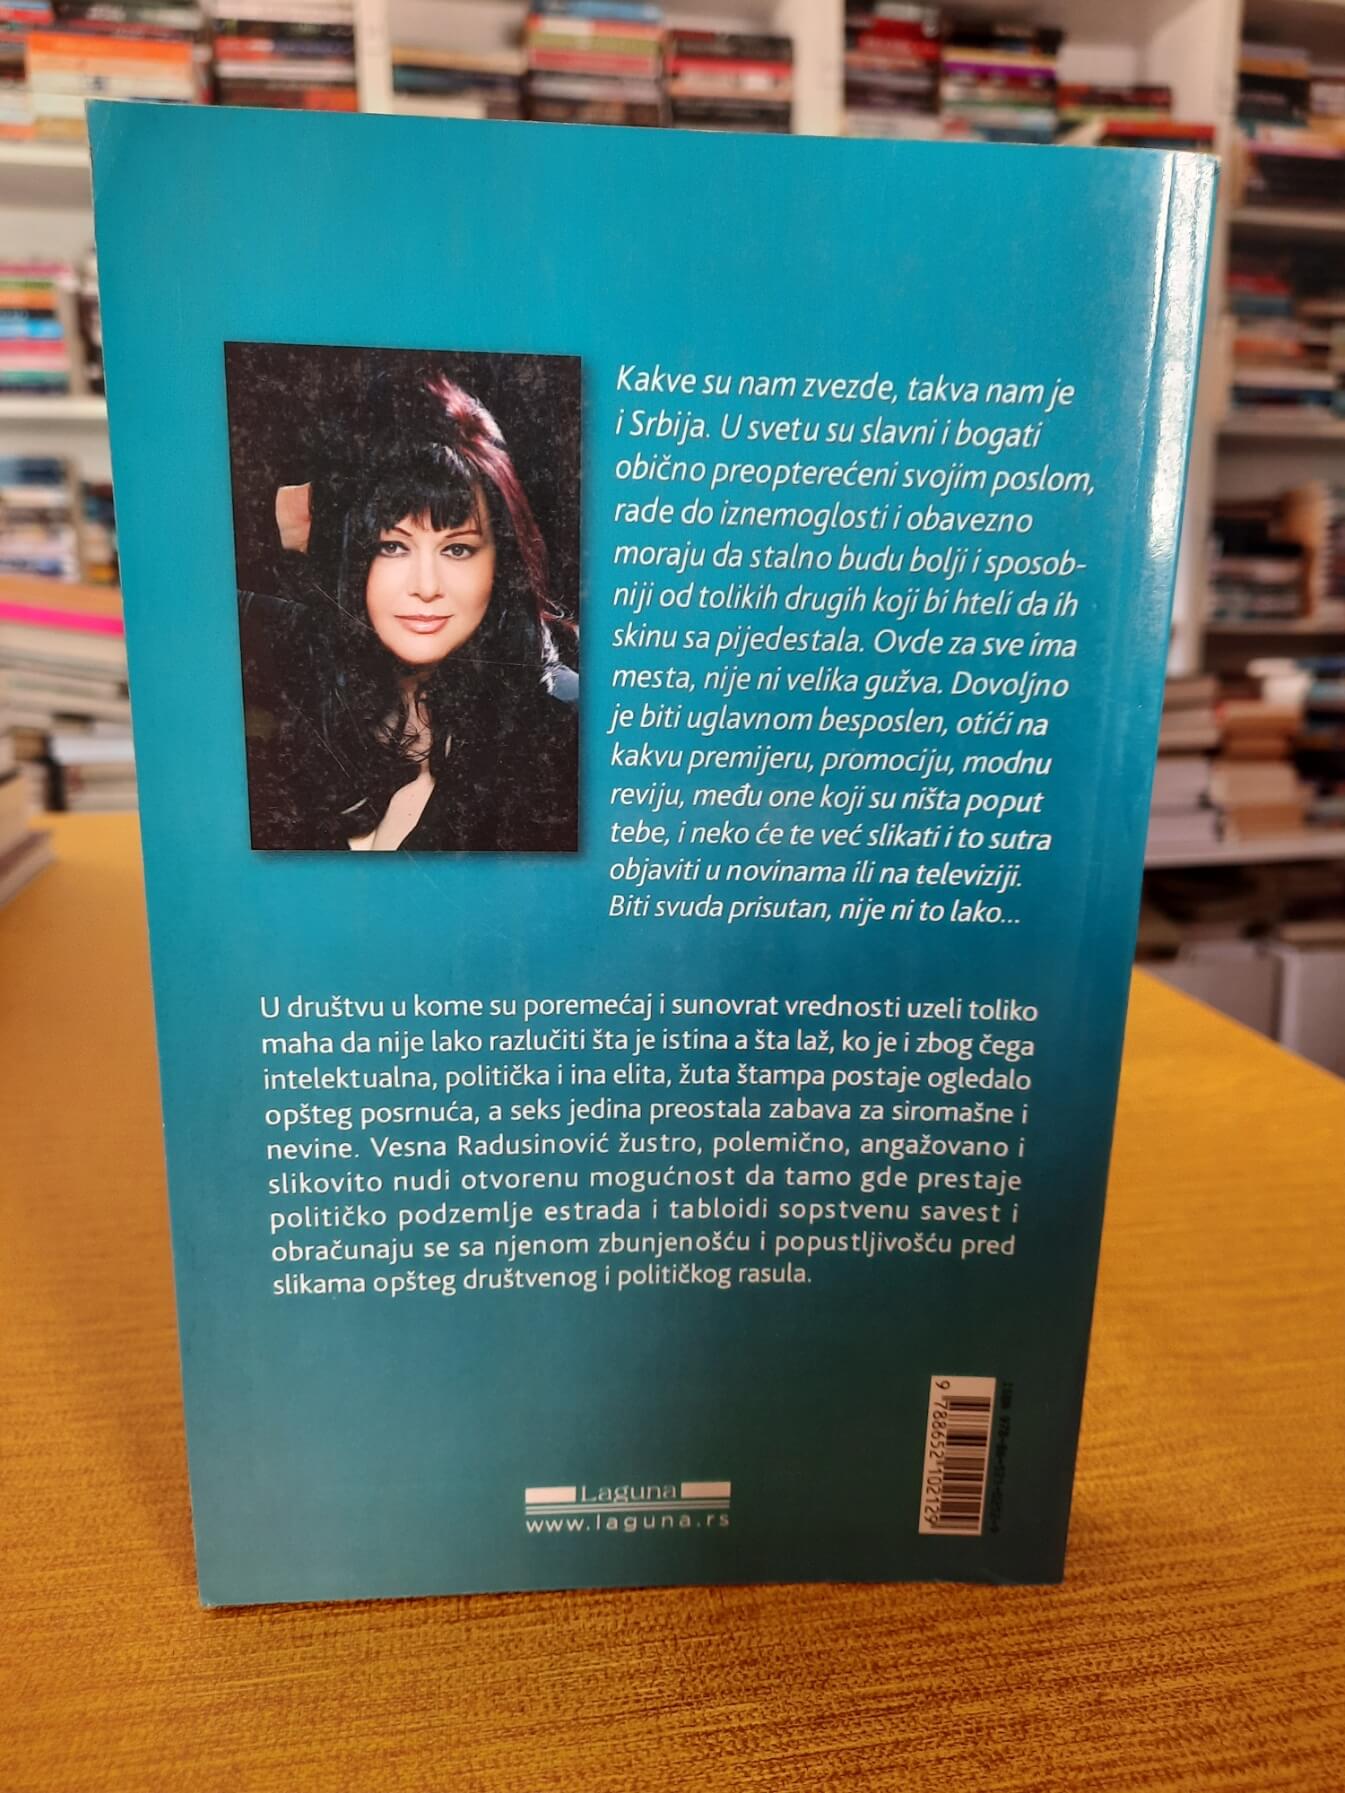 Kakve su nam zvezde, takva nam je
i Srbija. U svetu su slavni i bogati
obično preopterećeni svojim poslom,
rade do iznemoglosti i obavezno
moraju da stalno budu bolji i sposob-
niji od tolikih drugih koji bi hteli da ih
skinu sa pijedestala. Ovde za sve ima
mesta, nije ni velika gužva. Dovoljno
je biti uglavnom besposlen, otići na
kakvu premijeru, promociju, modnu
reviju, među one koji su ništa poput
tebe, i neko će te već slikati i to sutra
objaviti u novinama ili na televiziji.
Biti svuda prisutan, nije ni to lako...
U društvu u kome su poremećaj i sunovrat vrednosti uzeli toliko
maha da nije lako razlučiti šta je istina a šta laž, ko je i zbog čega
intelektualna, politička i ina elita, žuta štampa postaje ogledalo
opšteg posrnuća, a seks jedina preostala zabava za siromašne i
nevine. Vesna Radusinović žustro, polemično, angažovano i
slikovito nudi otvorenu mogućnost da tamo gde prestaje
političko podzemlje estrada i tabloidi sopstvenu savest i
obračunaju se sa njenom zbunjenošću i popustljivošću pred
slikama opšteg društvenog i političkog rasula.
Laguna
www.laguna.rs
9 788652 102129